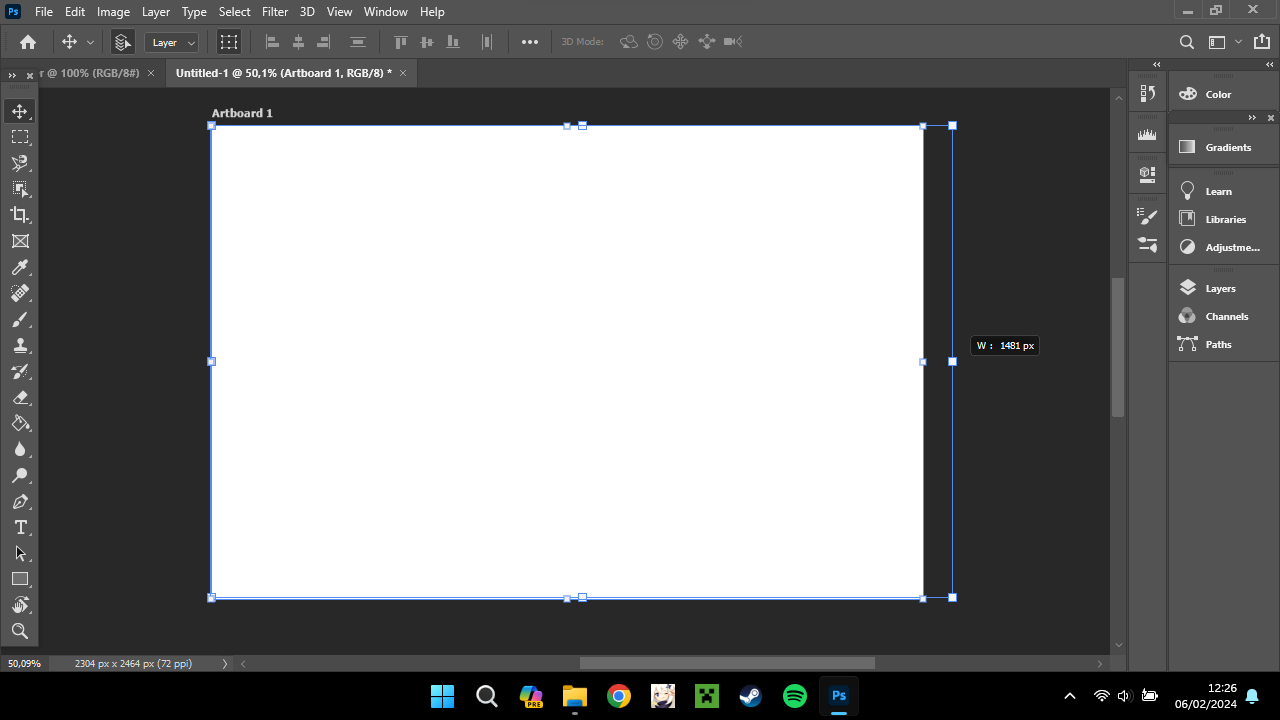 Ps File Edit Image Layer Type Select Filter 3D View Window Help
Layer 3D Mode:
r @ 100% (RGB/8#) Untitled-1 @ 50,1% (Artboard 1, RGB/8) *
Artboard 1
Color
Gradients
Learn
Libraries
Adjustme...
Layers
Channels
Paths
W : 1481 px
50,09% 2304 px x 2464 px (72 ppi)
PRE
Ps
12:26
06/02/2024